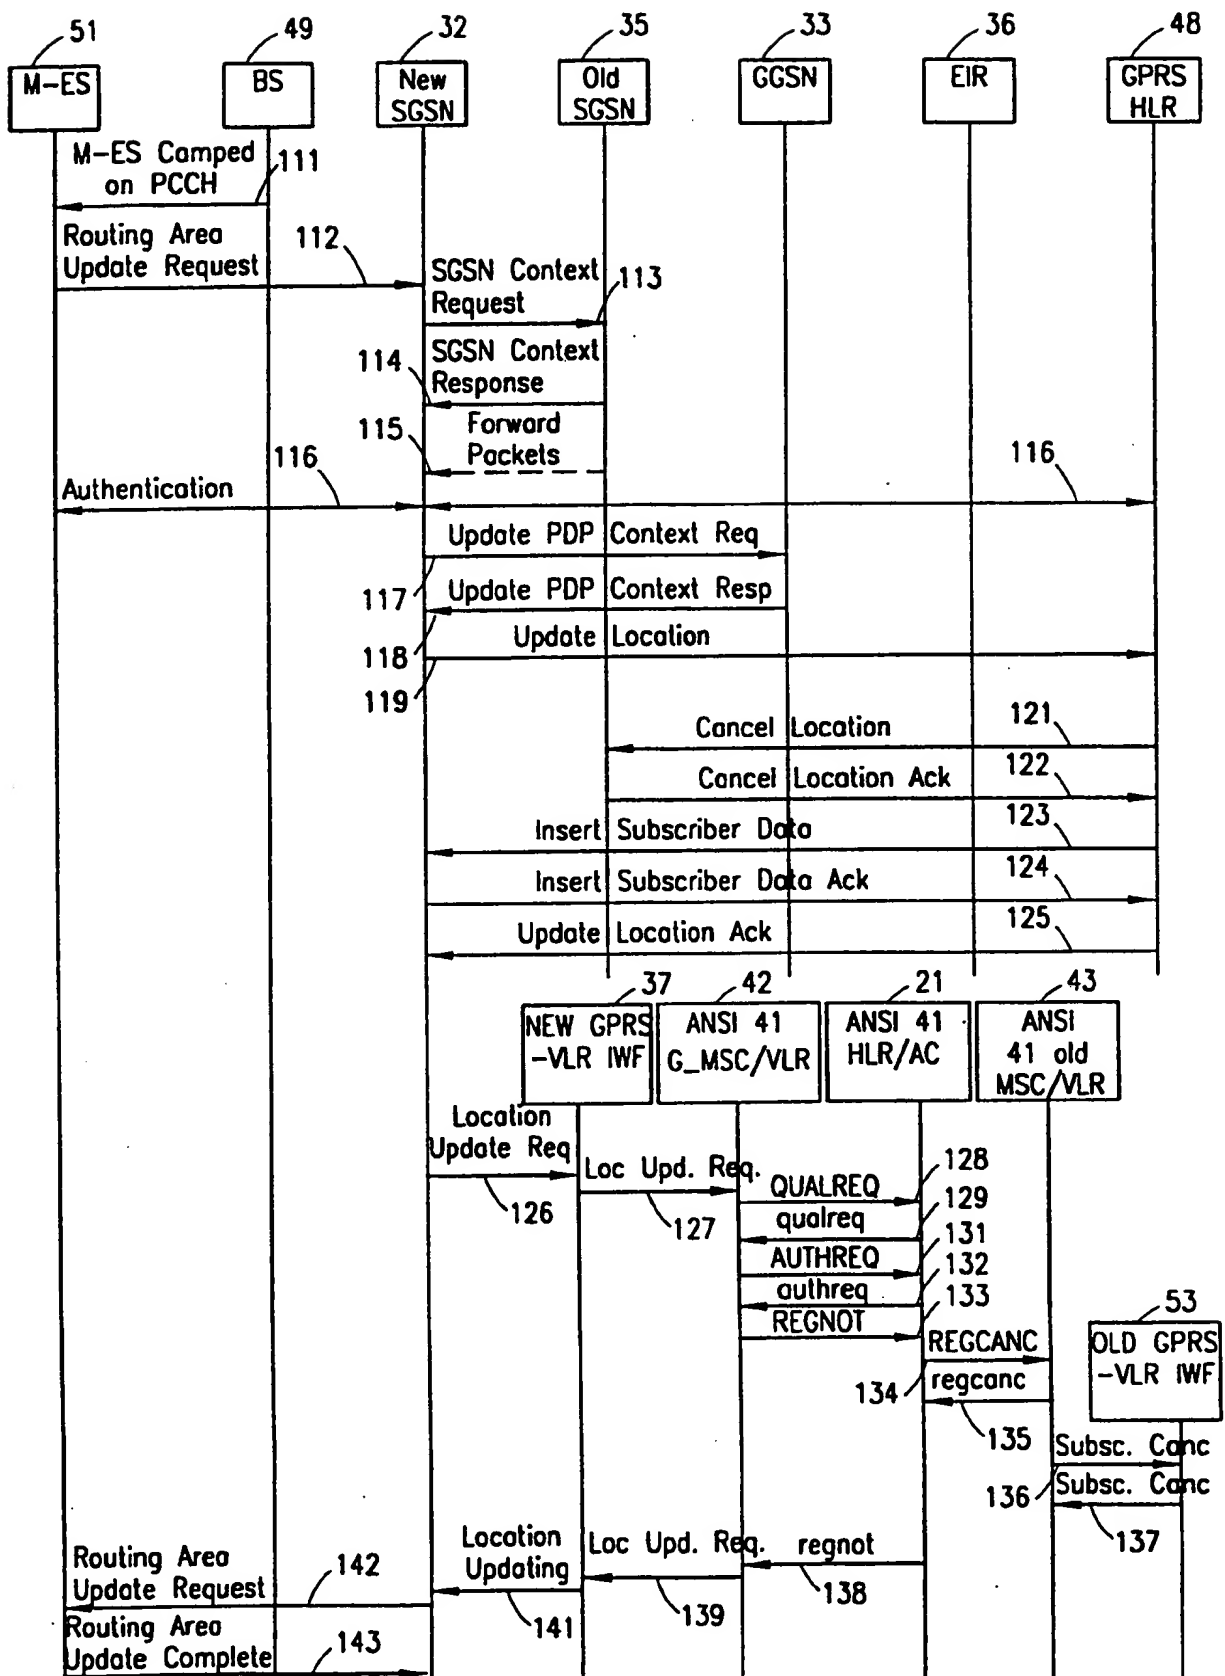 51
49
32
35
33
36
48
M-ES
BS
New
SGSN
Old
SGSN
GGSN
EIR
GPRS
HLR
M-ES Camped
on PCCH
111
Routing Area
Update Request
112
SGSN Context
Request
113
SGSN Context
Response
114
Forward
Packets
115
Authentication
116
116
Update PDP Context Req
117
Update PDP Context Resp
118
Update Location
119
Cancel Location
121
Cancel Location Ack
122
Insert Subscriber Data
123
Insert Subscriber Data Ack
124
Update Location Ack
125
37
42
21
43
NEW GPRS
-VLR IWF
ANSI 41
G_MSC/VLR
ANSI 41
HLR/AC
ANSI
41 old
MSC/VLR
Location
Update Req
126
Loc Upd. Req.
127
QUALREQ
128
qualreq
129
AUTHREQ
131
authreq
132
REGNOT
133
53
OLD GPRS
-VLR IWF
REGCANC
134
regcanc
135
Subsc. Canc
136
Subsc. Canc
137
regnot
138
Loc Upd. Req.
139
Location
Updating
141
Routing Area
Update Request
142
Routing Area
Update Complete
143